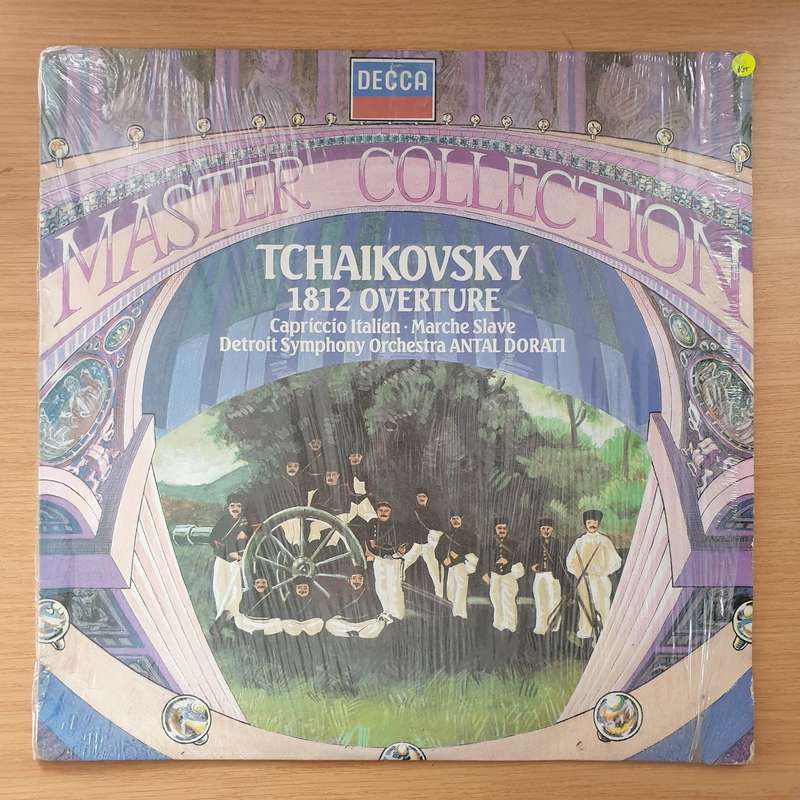 DECCA
MASTER COLLECTION
TCHAIKOVSKY
1812 OVERTURE
Capriccio Italien · Marche Slave
Detroit Symphony Orchestra ANTAL DORATI